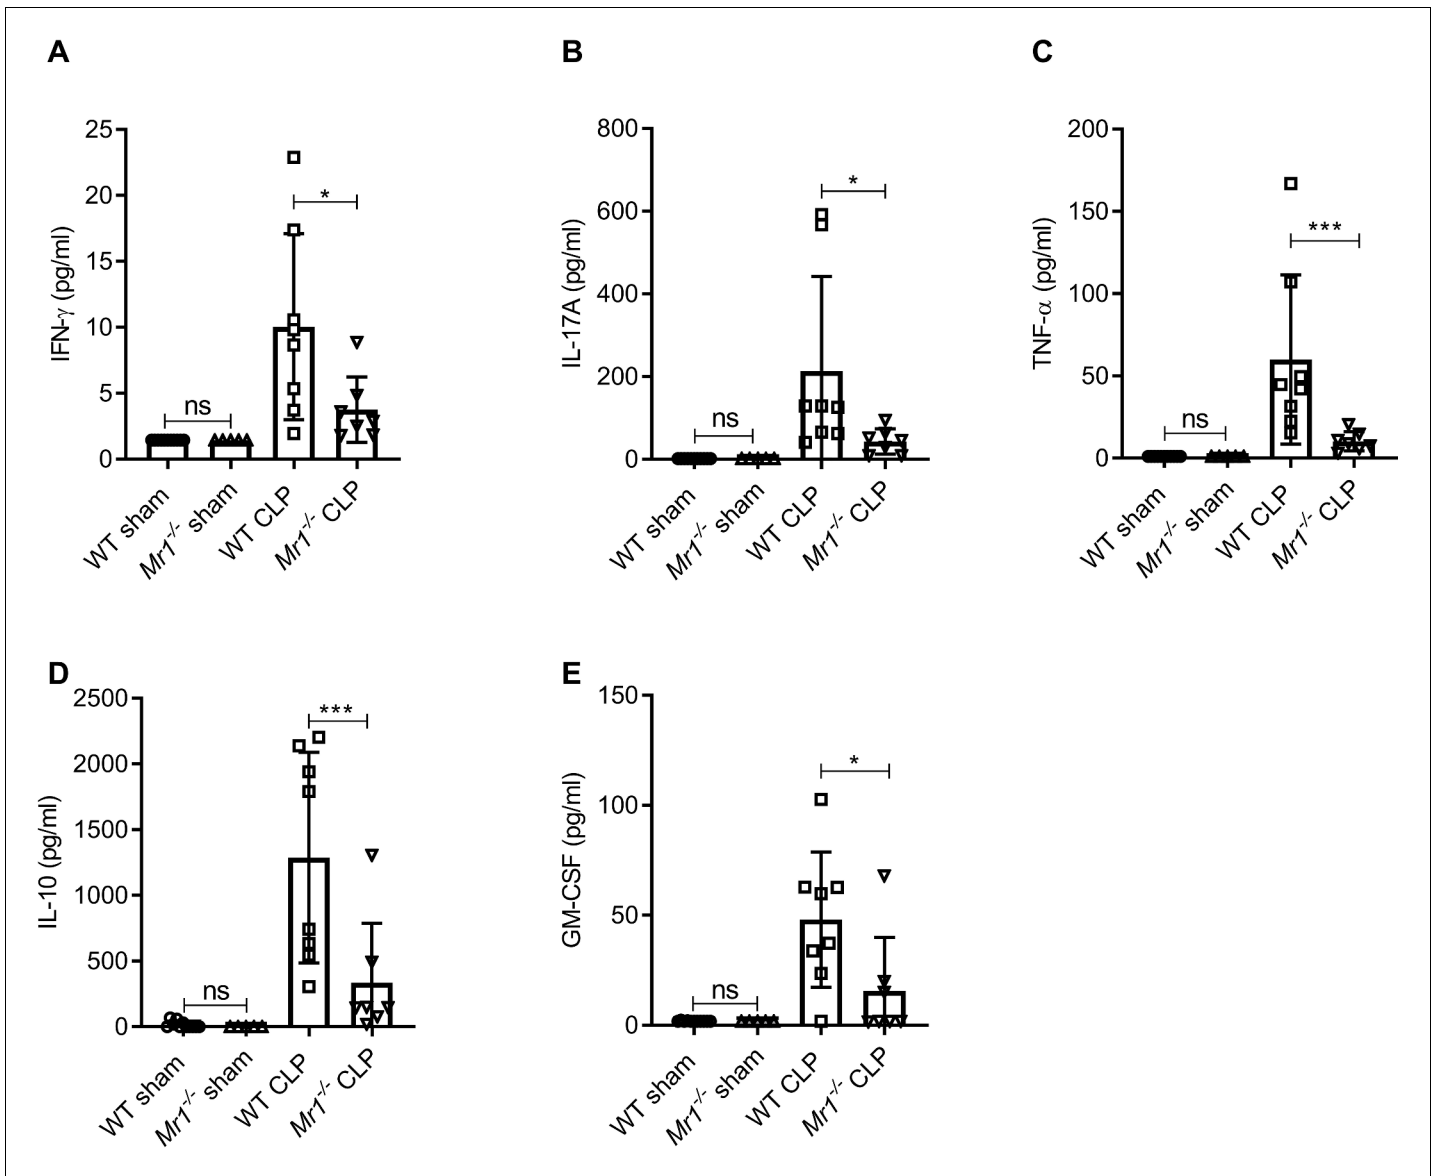 A
IFN-γ (pg/ml)
25
20
15
10
5
0
ns
*
WT sham
Mr1-/- sham
WT CLP
Mr1-/- CLP
B
IL-17A (pg/ml)
800
600
400
200
0
ns
*
WT sham
Mr1-/- sham
WT CLP
Mr1-/- CLP
C
TNF-α (pg/ml)
200
150
100
50
0
ns
***
WT sham
Mr1-/- sham
WT CLP
Mr1-/- CLP
D
IL-10 (pg/ml)
2500
2000
1500
1000
500
0
ns
***
WT sham
Mr1-/- sham
WT CLP
Mr1-/- CLP
E
GM-CSF (pg/ml)
150
100
50
0
ns
*
WT sham
Mr1-/- sham
WT CLP
Mr1-/- CLP